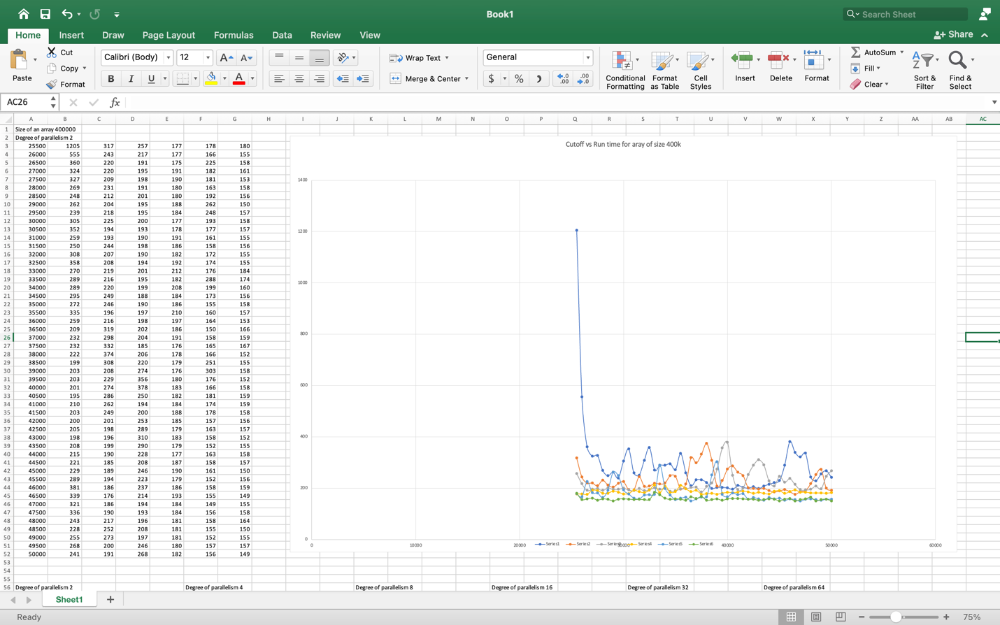 Book1
Search Sheet
Home Insert Draw Page Layout Formulas Data Review View
Share
Paste
Cut
Copy
Format
Calibri (Body) 12
B I U
Wrap Text
Merge & Center
General
$ %
Conditional Formatting
Format as Table
Cell Styles
Insert Delete Format
AutoSum
Fill
Clear
Sort & Filter
Find & Select
AC26 fx
A B C D E F G H I J K L M N O P Q R S T U V W X Y Z AA AB AC
1 Size of an array 400000
2 Degree of parallelism 2
3 25500 1205 317 257 177 178 180
4 26000 555 243 217 177 166 155
5 26500 360 220 191 175 225 158
6 27000 324 220 195 191 182 161
7 27500 327 209 198 190 181 153
8 28000 269 231 191 180 163 158
9 28500 248 212 201 180 192 156
10 29000 262 204 195 188 262 150
11 29500 239 218 195 184 248 157
12 30000 305 225 200 177 193 158
13 30500 352 194 193 178 177 157
14 31000 259 193 190 191 161 155
15 31500 250 244 198 186 158 156
16 32000 308 207 190 182 172 155
17 32500 358 208 194 192 174 155
18 33000 270 219 201 212 176 184
19 33500 289 216 195 182 288 174
20 34000 289 220 199 208 199 160
21 34500 295 249 188 184 173 156
22 35000 272 246 190 186 155 158
23 35500 335 196 197 210 160 157
24 36000 259 216 198 197 164 153
25 36500 209 319 202 186 150 166
26 37000 232 298 204 191 158 159
27 37500 232 332 185 176 165 167
28 38000 222 374 206 178 166 152
29 38500 199 308 220 179 251 155
30 39000 203 208 274 176 303 158
31 39500 203 229 356 180 176 152
32 40000 201 274 378 183 166 158
33 40500 195 286 250 182 181 159
34 41000 210 262 194 184 174 159
35 41500 203 249 200 188 178 158
36 42000 200 201 253 185 157 156
37 42500 205 198 289 179 163 157
38 43000 198 196 310 183 158 152
39 43500 208 199 290 179 152 155
40 44000 215 190 228 177 163 158
41 44500 221 185 208 187 158 157
42 45000 229 189 246 190 161 150
43 45500 289 194 223 179 152 156
44 46000 381 186 237 186 158 159
45 46500 339 176 214 193 155 149
46 47000 321 186 194 184 149 155
47 47500 336 190 193 184 156 158
48 48000 243 217 196 181 158 164
49 48500 228 252 208 181 155 150
50 49000 255 273 197 181 152 155
51 49500 268 200 246 180 157 157
52 50000 241 191 268 182 156 149
53
54
55
56 Degree of parallelism 2 Degree of parallelism 4 Degree of parallelism 8 Degree of parallelism 16 Degree of parallelism 32 Degree of parallelism 64
Cutoff vs Run time for aray of size 400k
1400
1200
1000
800
600
400
200
0
0 10000 20000 30000 40000 50000 60000
Series1 Series2 Series3 Series4 Series5 Series6
Sheet1
Ready
75%